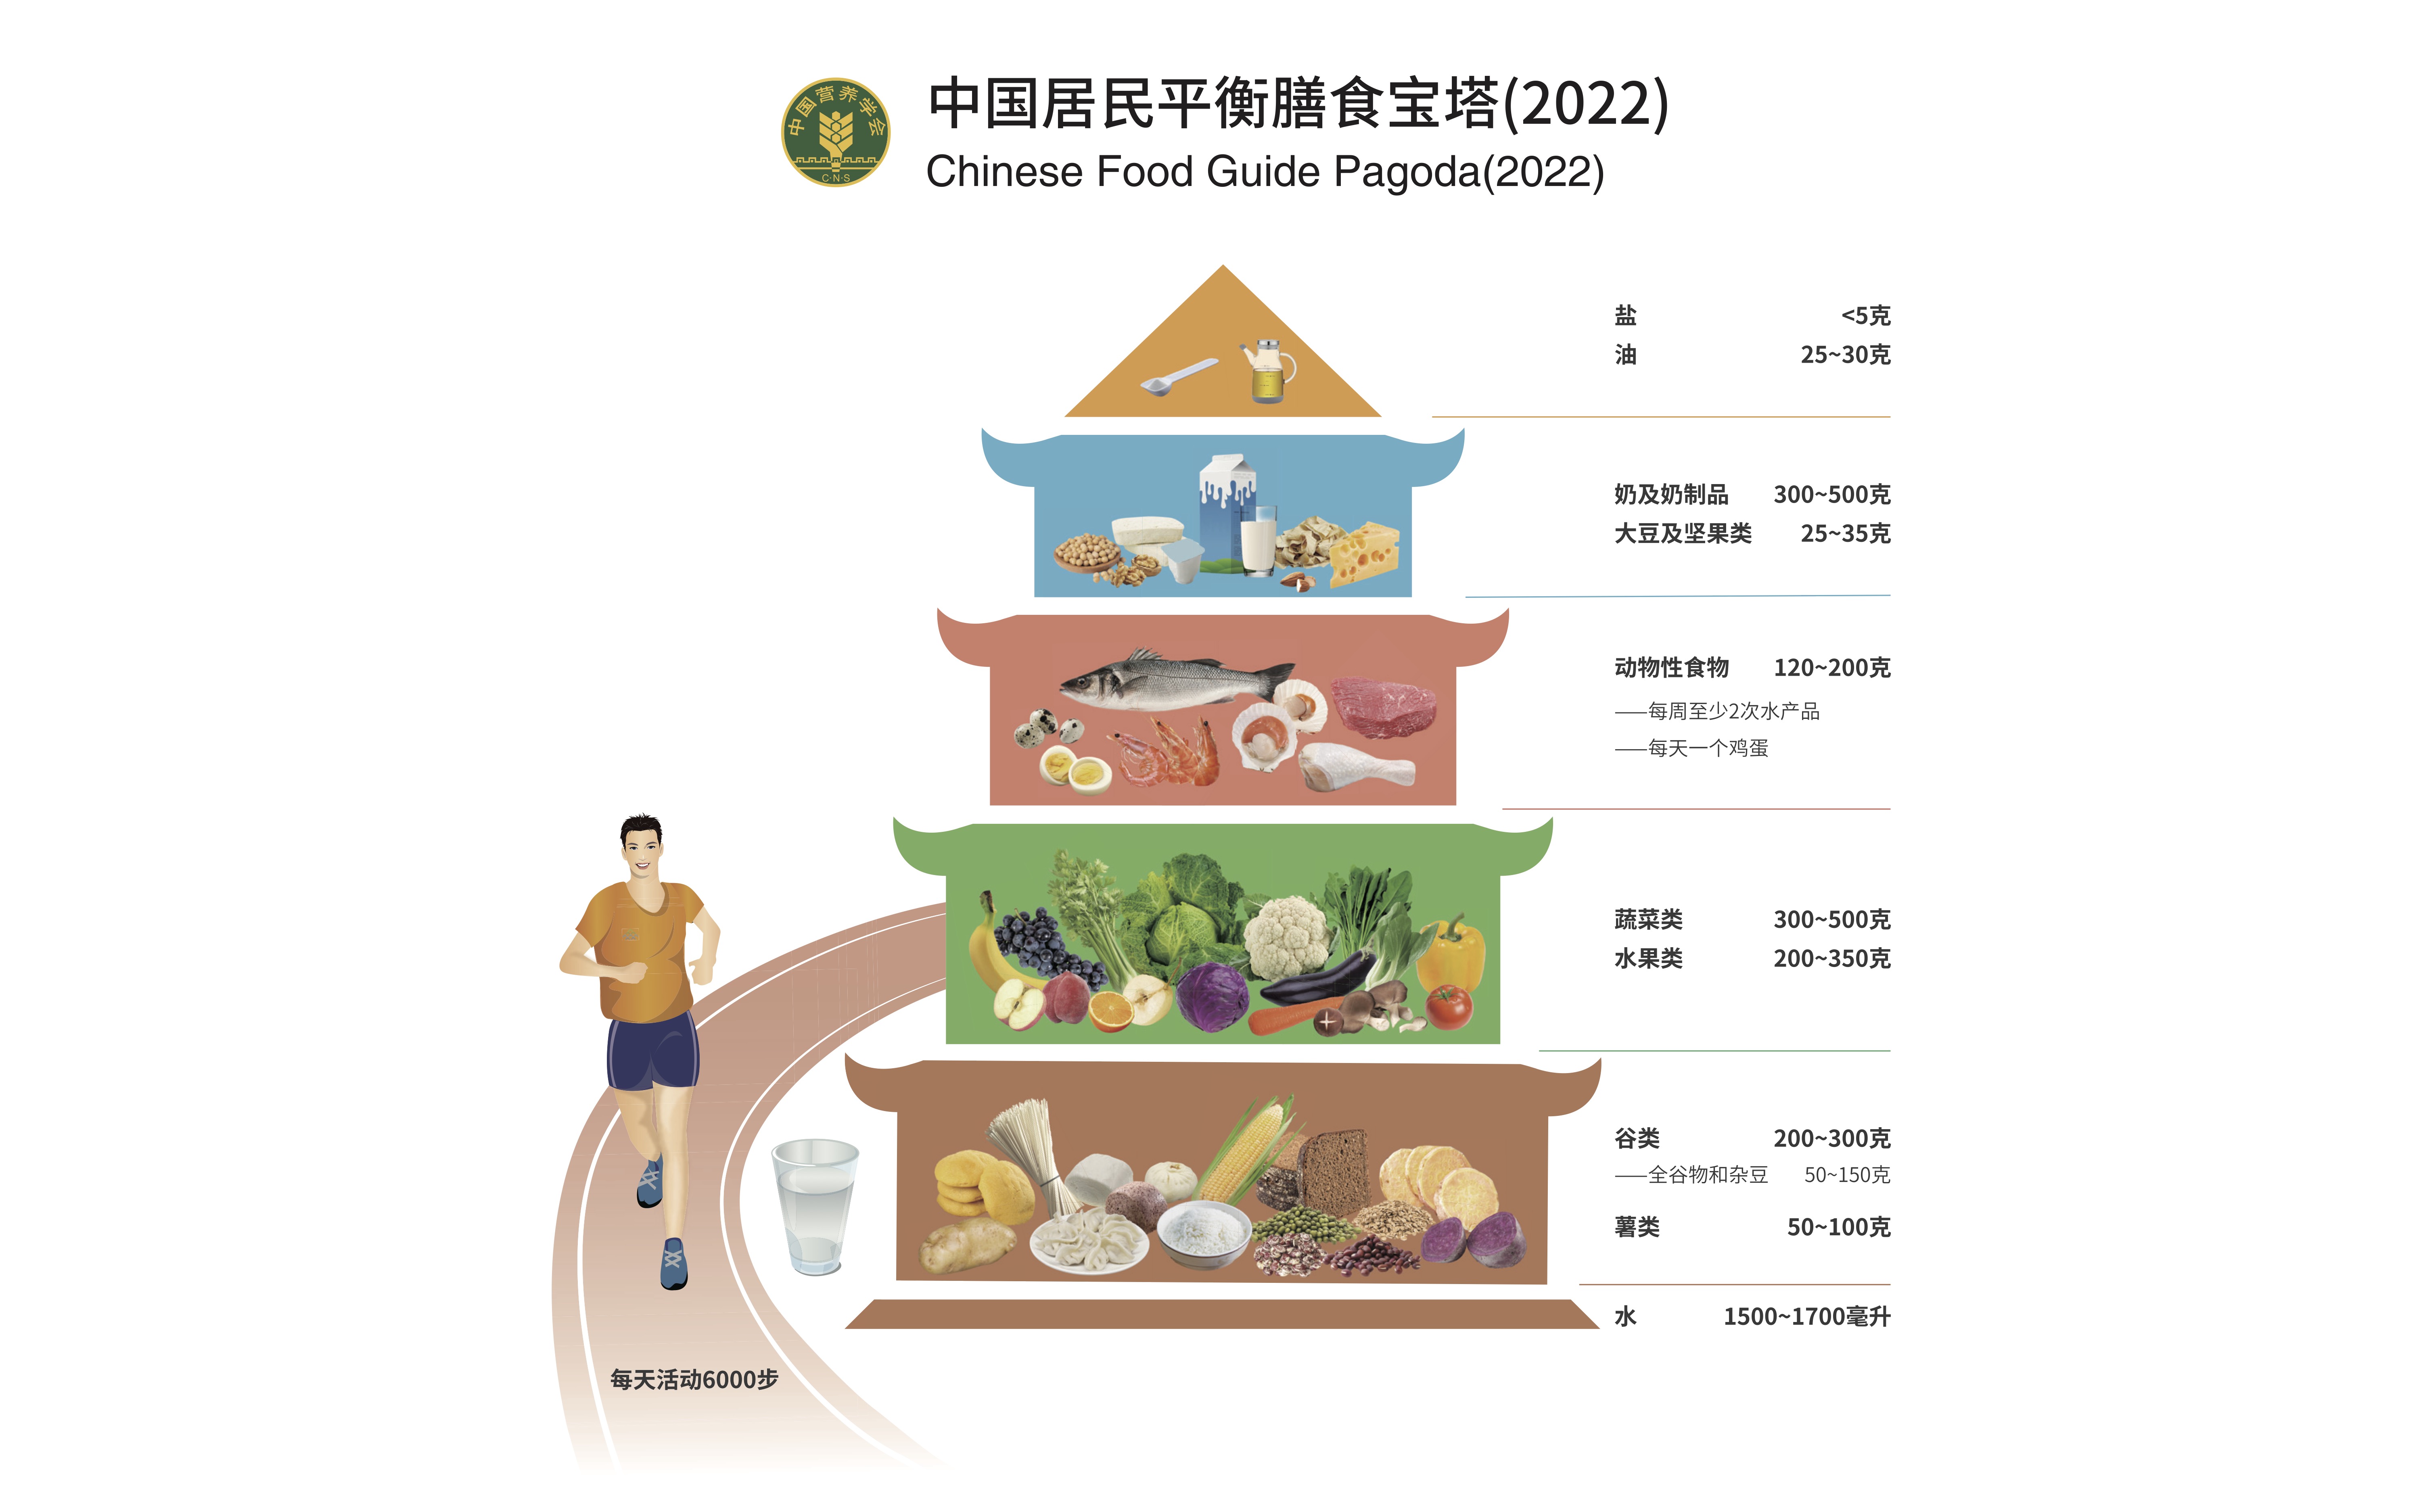 中国营养学会
C·N·S
中国居民平衡膳食宝塔(2022)
Chinese Food Guide Pagoda(2022)
盐 <5克
油 25~30克
奶及奶制品 300~500克
大豆及坚果类 25~35克
动物性食物 120~200克
——每周至少2次水产品
——每天一个鸡蛋
蔬菜类 300~500克
水果类 200~350克
谷类 200~300克
——全谷物和杂豆 50~150克
薯类 50~100克
水 1500~1700毫升
每天活动6000步